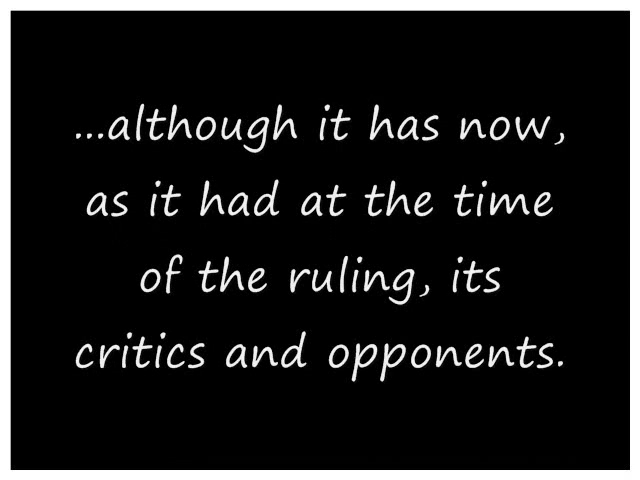 ...although it has now,
as it had at the time
of the ruling, its
critics and opponents.